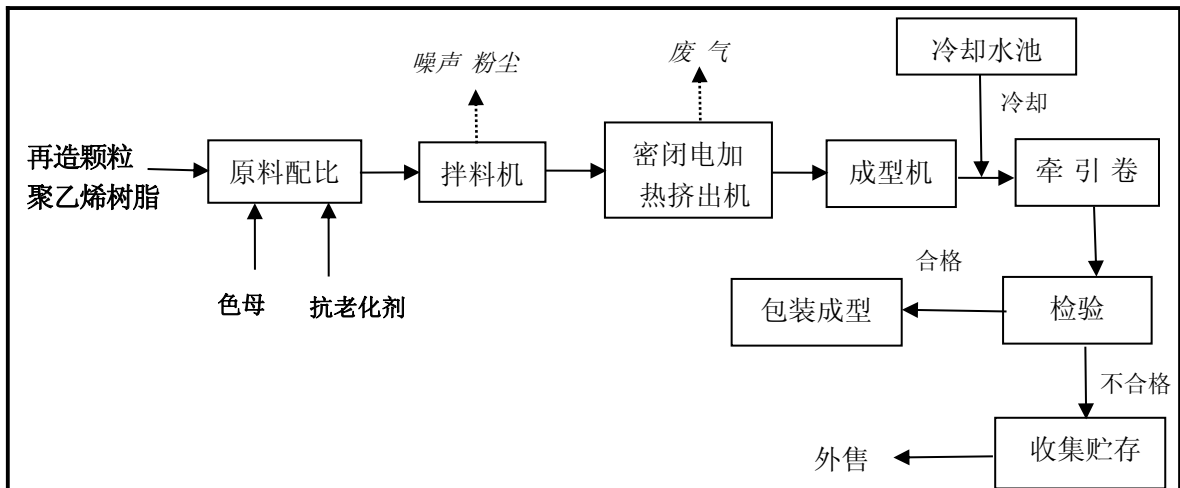 冷却水池
噪声 粉尘
废 气
冷却
再造颗粒
聚乙烯树脂
原料配比
拌料机
密闭电加
热挤出机
成型机
牵 引 卷
色母
抗老化剂
合格
包装成型
检验
不合格
外售
收集贮存